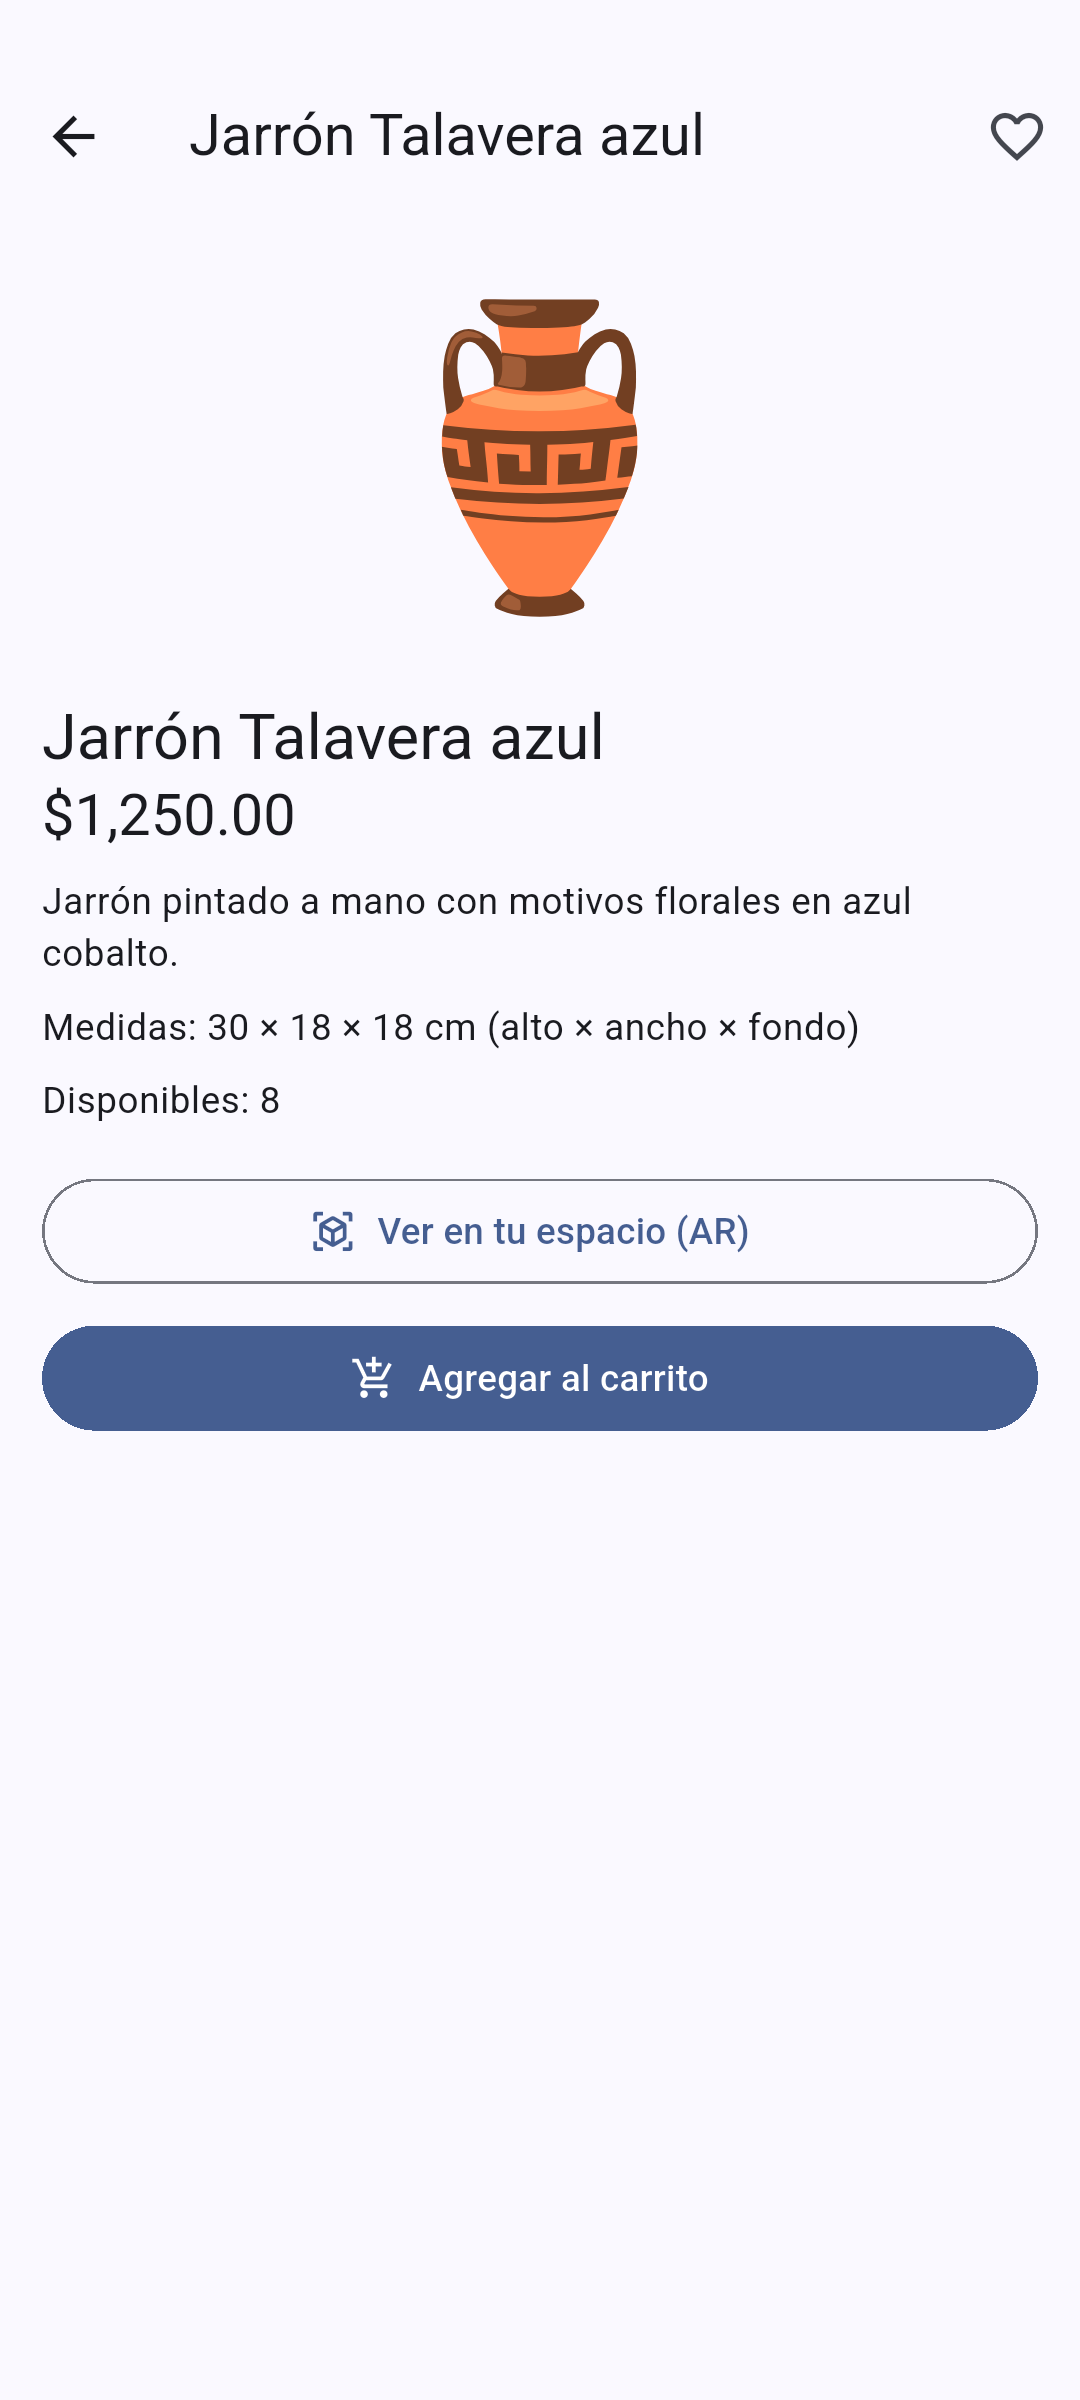 Jarrón Talavera azul
Jarrón Talavera azul
$1,250.00
Jarrón pintado a mano con motivos florales en azul
cobalto.
Medidas: 30 × 18 × 18 cm (alto × ancho × fondo)
Disponibles: 8
Ver en tu espacio (AR)
Agregar al carrito